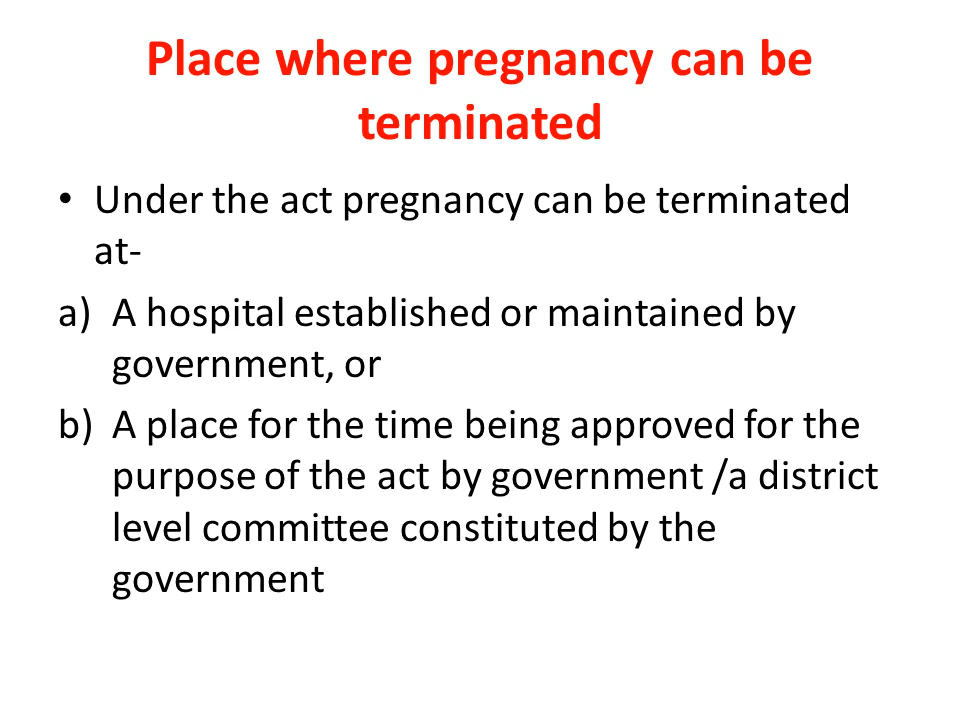 Place where pregnancy can be
terminated
• Under the act pregnancy can be terminated
at-
a) A hospital established or maintained by
government, or
b) A place for the time being approved for the
purpose of the act by government /a district
level committee constituted by the
government